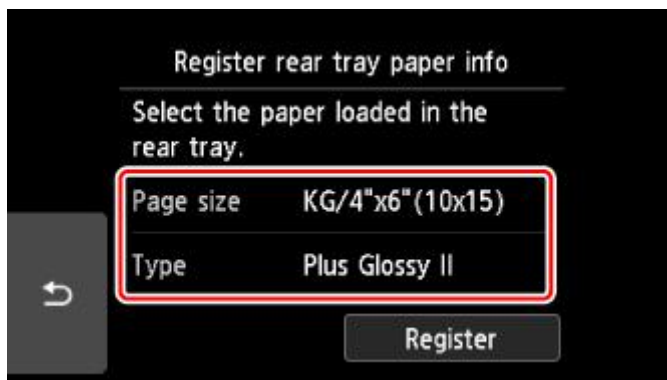 Register rear tray paper info
Select the paper loaded in the
rear tray.
Page size KG/4"x6"(10x15)
Type Plus Glossy II
Register